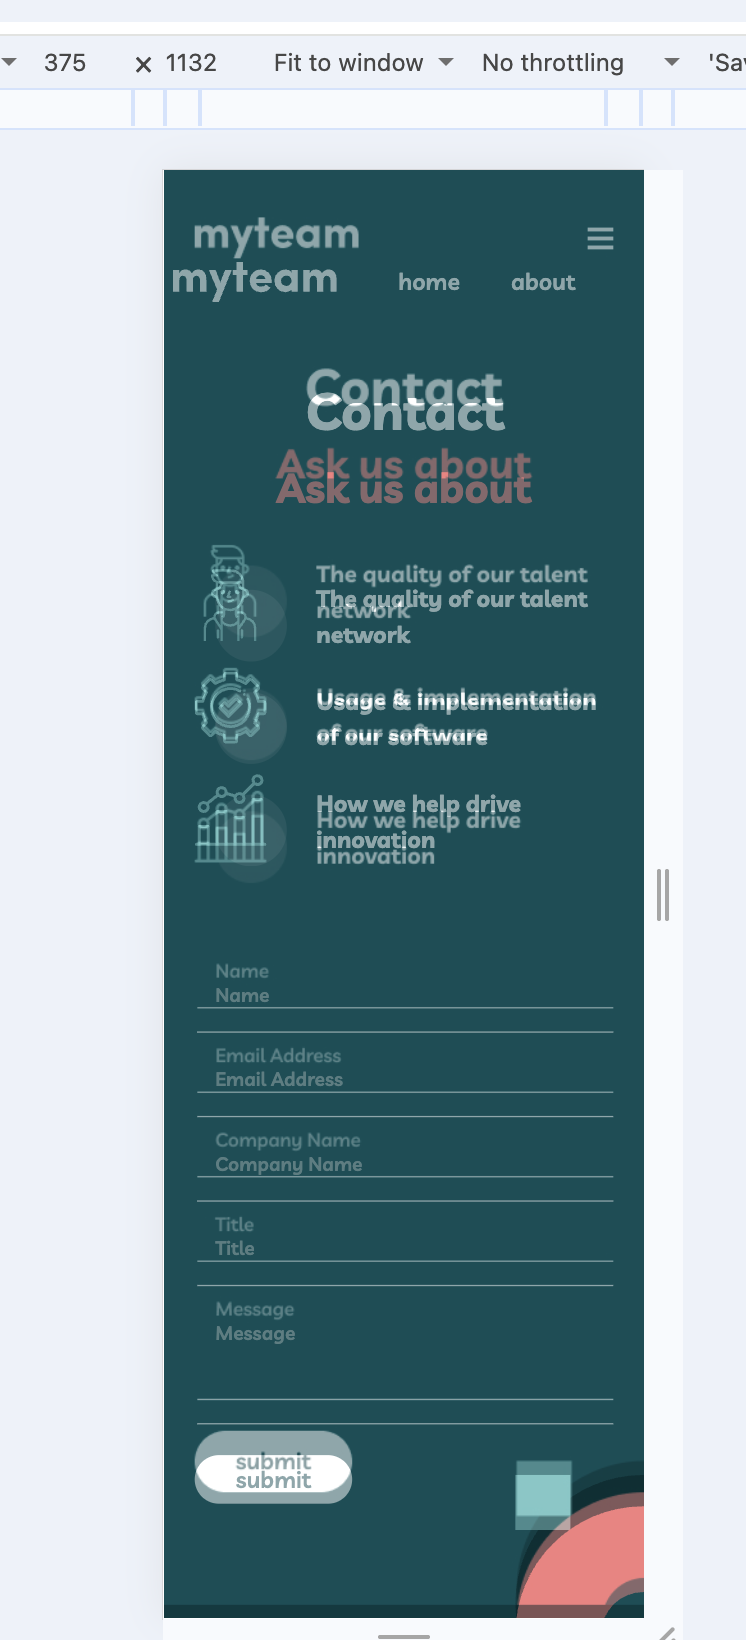 375 × 1132 Fit to window No throttling 'Sav
myteam
myteam home about
Contact
Contact
Ask us about
Ask us about
The quality of our talent
The quality of our talent
network
network
Usage & implementation
of our software
How we help drive
How we help drive
innovation
innovation
Name
Name
Email Address
Email Address
Company Name
Company Name
Title
Title
Message
Message
submit
submit